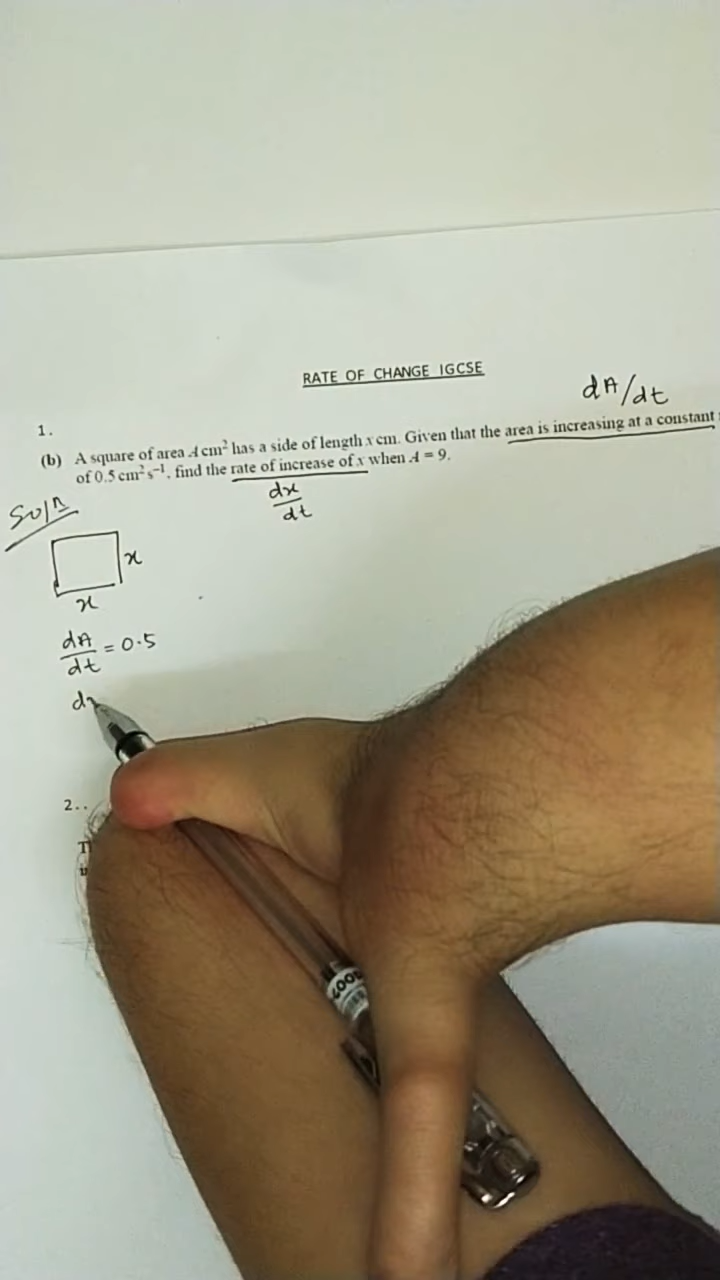 RATE OF CHANGE IGCSE
dA/dt
1.
(b) A square of area A cm² has a side of length x cm. Given that the area is increasing at a constant
of 0.5 cm² s⁻¹, find the rate of increase of x when A = 9.
dx
dt
Soln
x
x
dA
dt = 0.5
dx
2..